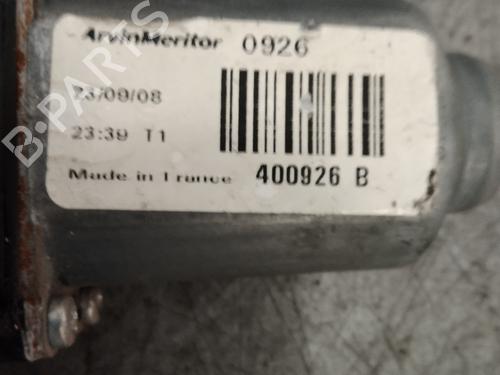 ArvinMeritor 0926
23/09/08
23:39 T1
Made in France 400926 B
B-PARTS